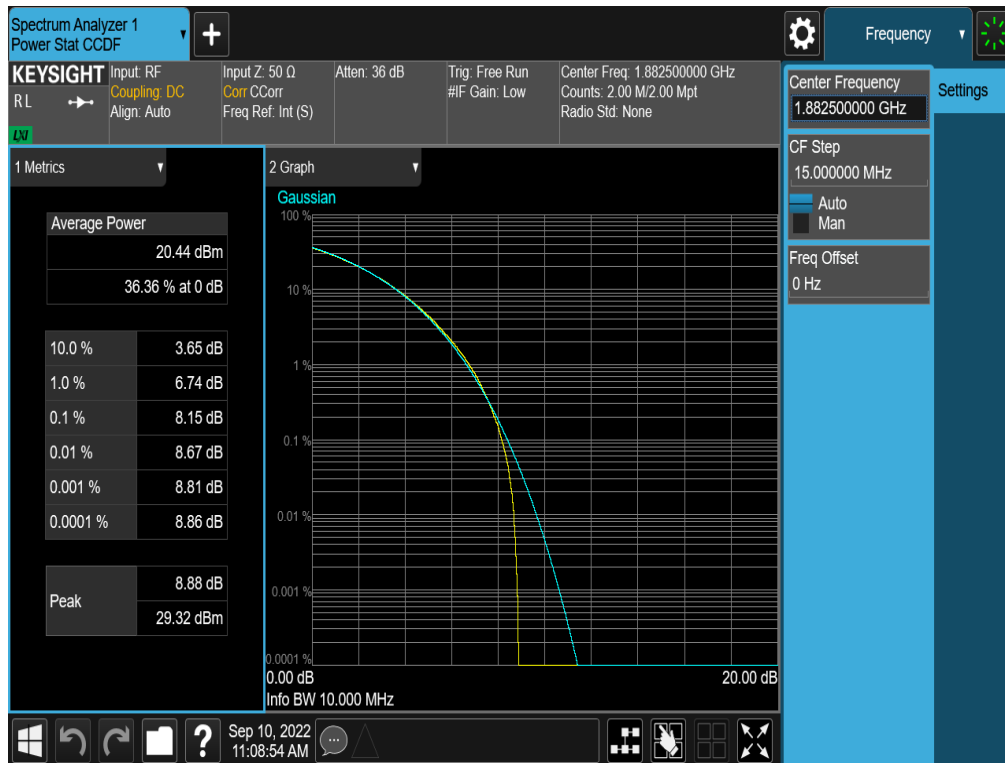 Spectrum Analyzer 1
Power Stat CCDF
Frequency
KEYSIGHT
RL
LXI
Input: RF
Coupling: DC
Align: Auto
Input Z: 50 Ω
Corr CCorr
Freq Ref: Int (S)
Atten: 36 dB
Trig: Free Run
#IF Gain: Low
Center Freq: 1.882500000 GHz
Counts: 2.00 M/2.00 Mpt
Radio Std: None
Center Frequency
1.882500000 GHz
Settings
CF Step
15.000000 MHz
Auto
Man
Freq Offset
0 Hz
1 Metrics
Average Power
20.44 dBm
36.36 % at 0 dB
10.0 % 3.65 dB
1.0 % 6.74 dB
0.1 % 8.15 dB
0.01 % 8.67 dB
0.001 % 8.81 dB
0.0001 % 8.86 dB
Peak
8.88 dB
29.32 dBm
2 Graph
Gaussian
100 %
10 %
1 %
0.1 %
0.01 %
0.001 %
0.0001 %
0.00 dB 20.00 dB
Info BW 10.000 MHz
Sep 10, 2022
11:08:54 AM